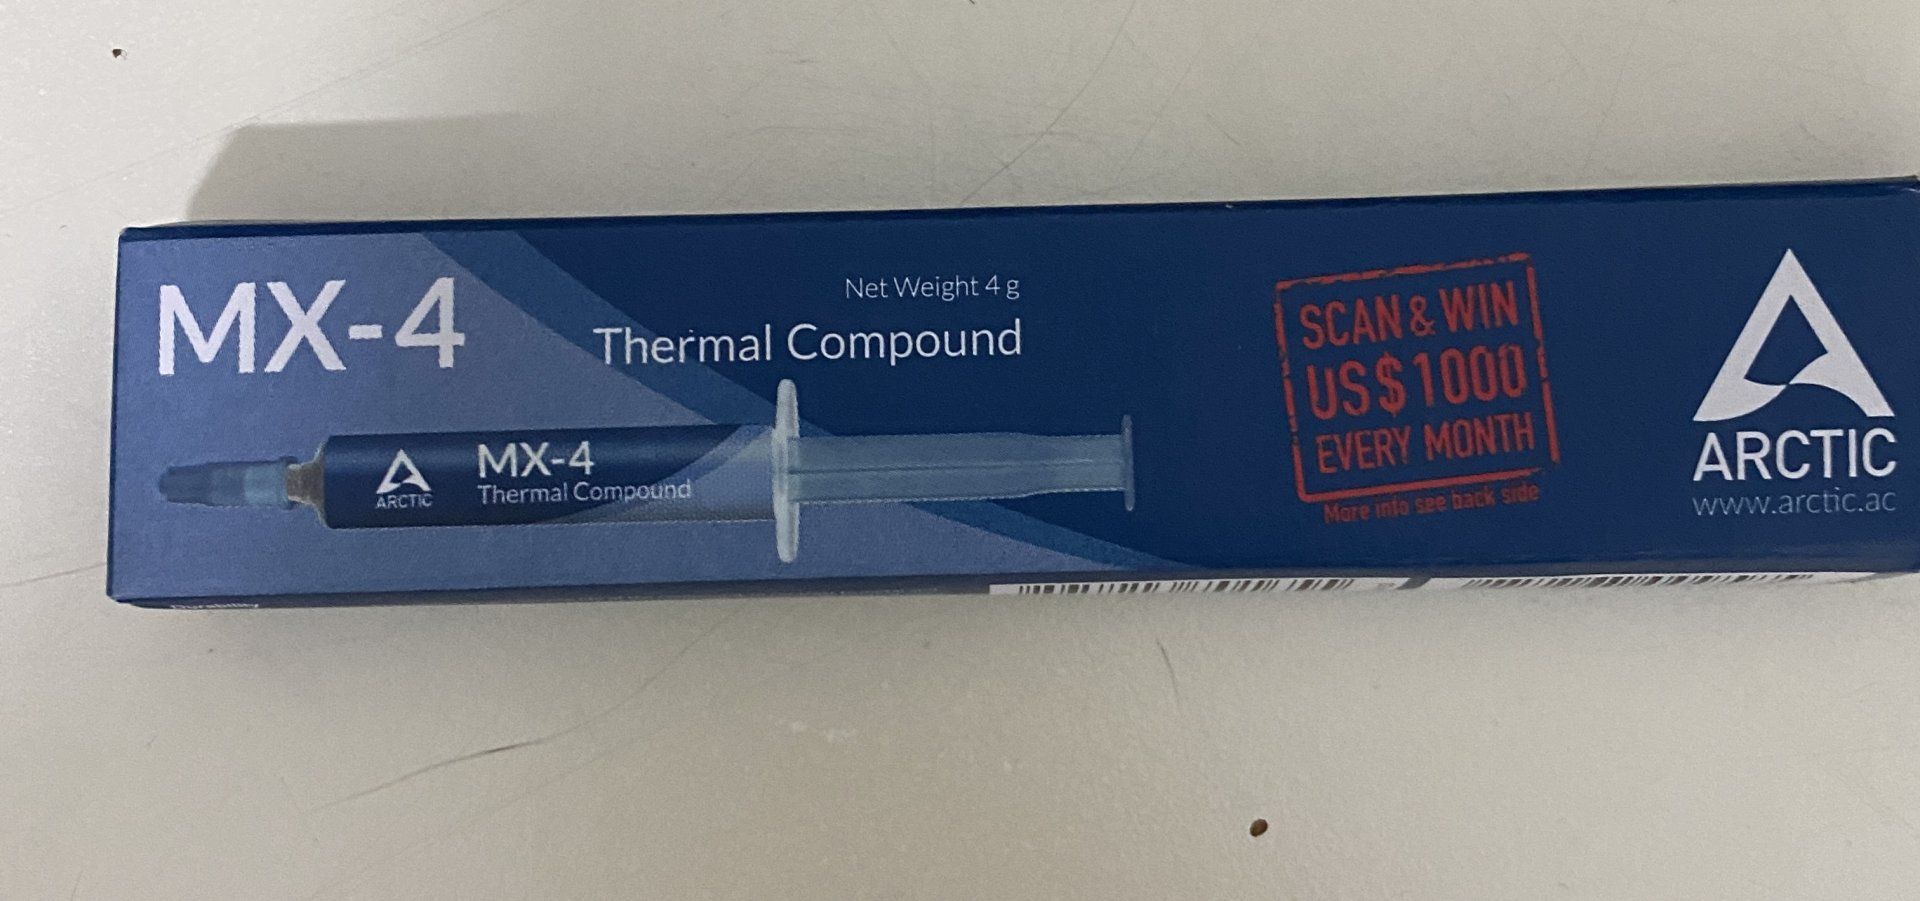 MX-4
Net Weight 4 g
Thermal Compound
ARCTIC
MX-4
Thermal Compound
SCAN & WIN
US$1000
EVERY MONTH
More info see back side
ARCTIC
www.arctic.ac
Durability